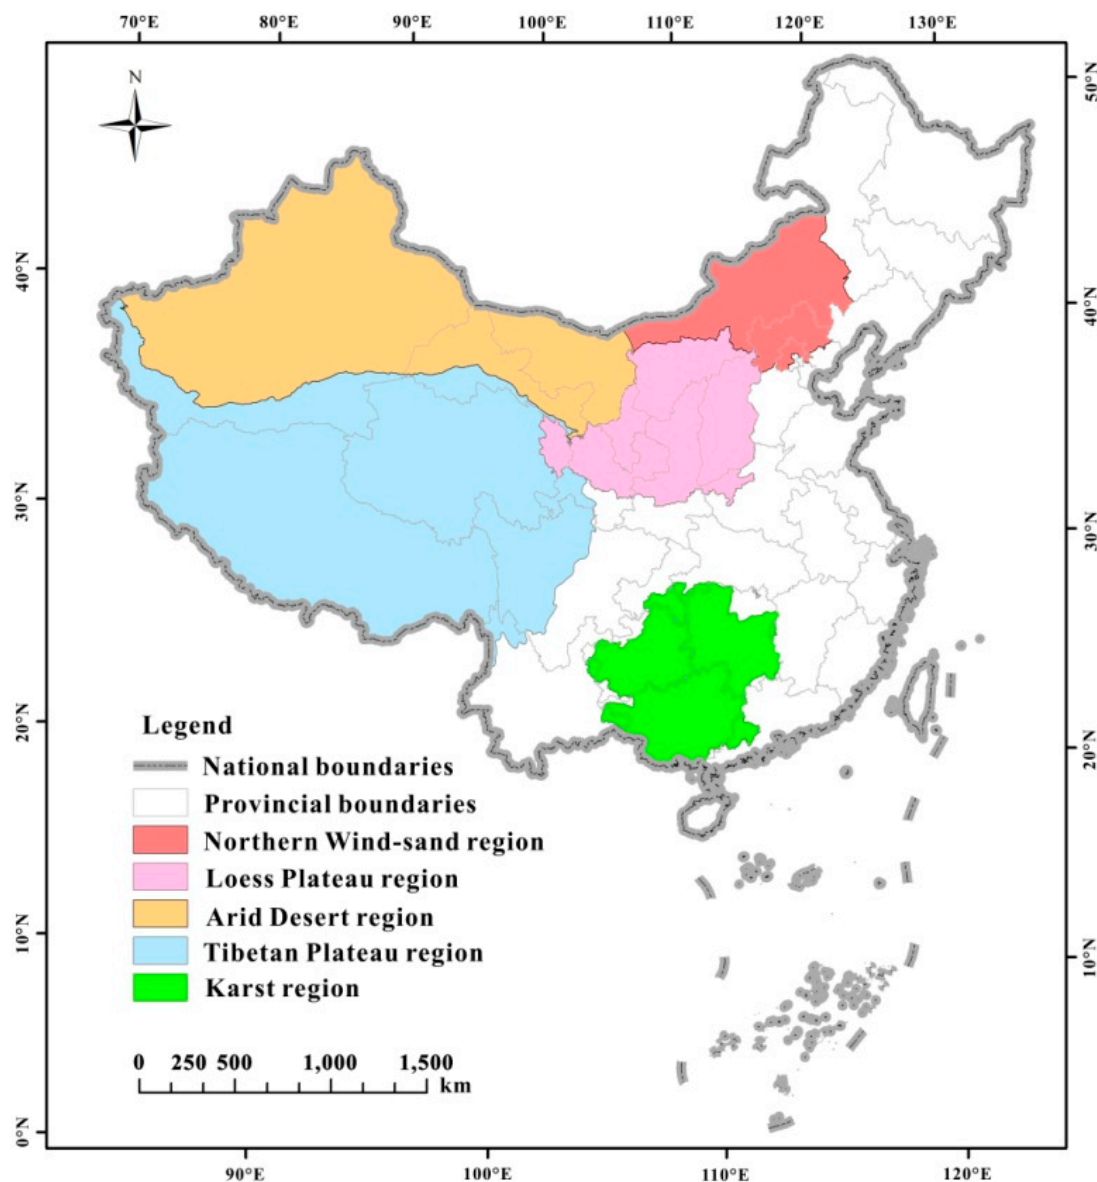 70°E 80°E 90°E 100°E 110°E 120°E 130°E
N
50°N
40°N
40°N
30°N
30°N
20°N
20°N
10°N
10°N
0°N
Legend
National boundaries
Provincial boundaries
Northern Wind-sand region
Loess Plateau region
Arid Desert region
Tibetan Plateau region
Karst region
0 250 500 1,000 1,500
km
90°E 100°E 110°E 120°E